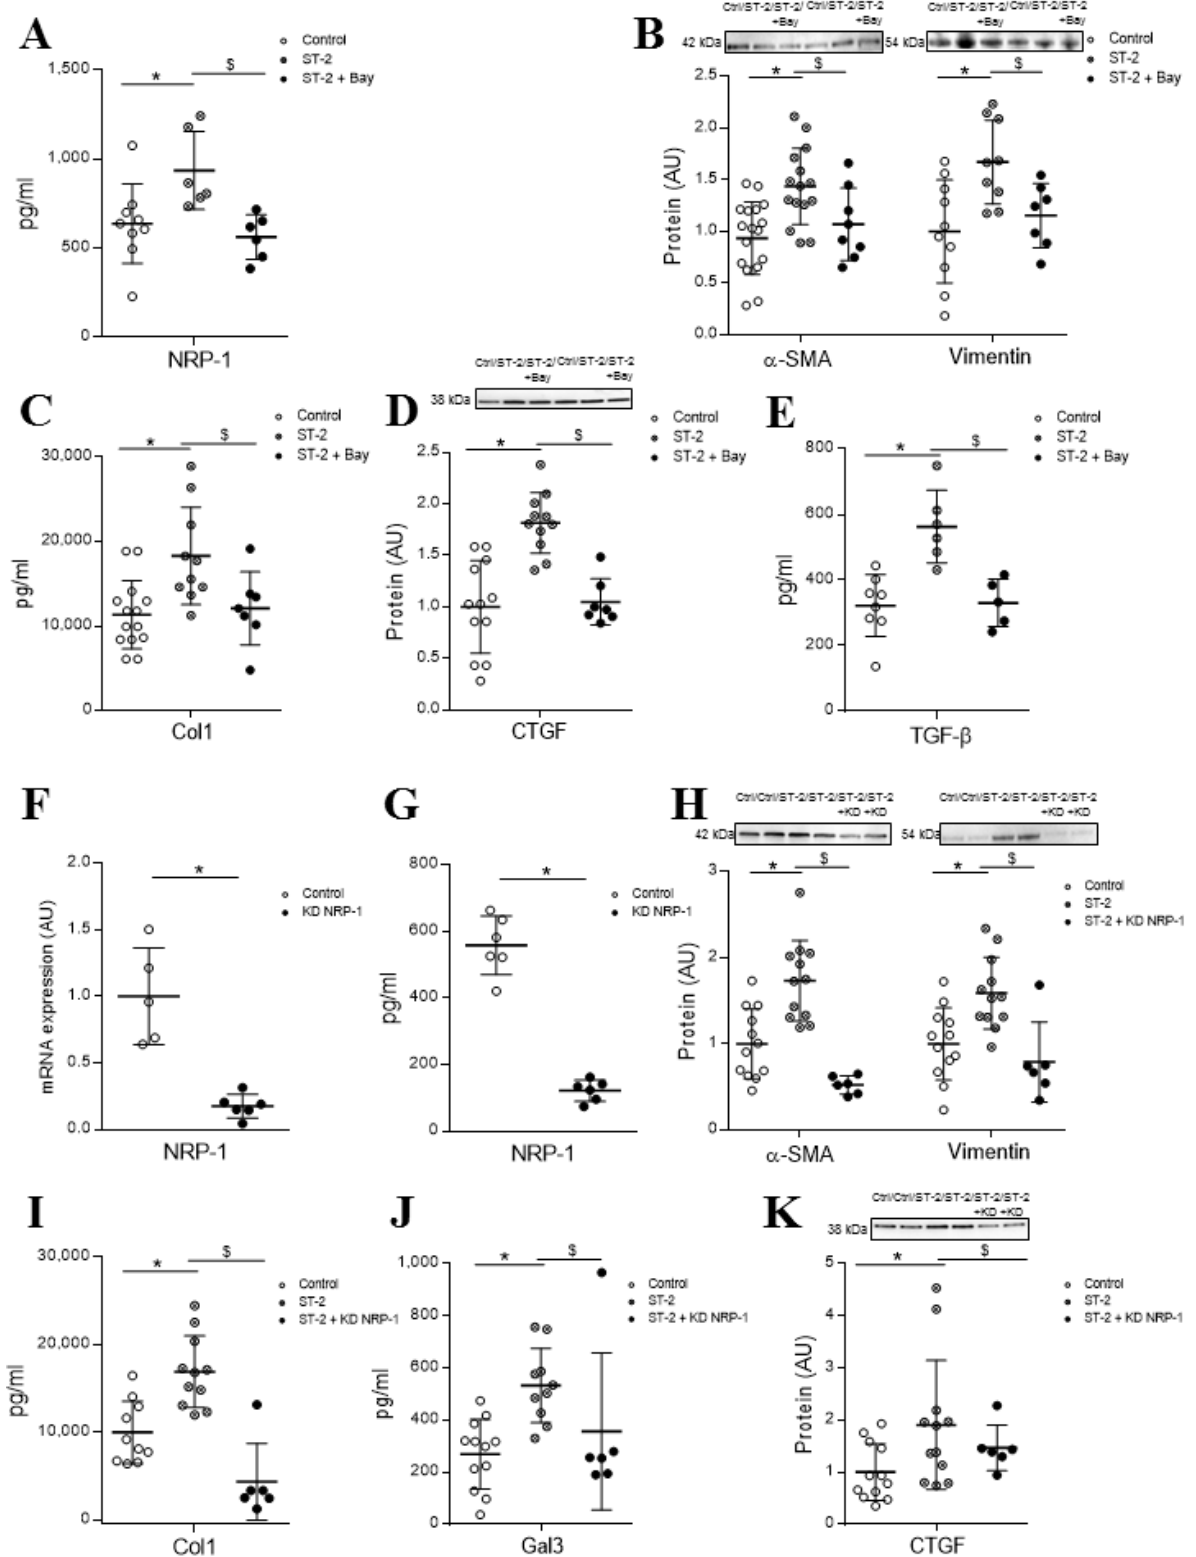 A
Control
ST-2
ST-2 + Bay
1,500
1,000
500
0
pg/ml
*
$
NRP-1
B
Ctrl/ST-2/ST-2/ Ctrl/ST-2/ST-2
+Bay +Bay
42 kDa
Ctrl/ST-2/ST-2/ Ctrl/ST-2/ST-2
+Bay +Bay
54 kDa
Control
ST-2
ST-2 + Bay
2.5
2.0
1.5
1.0
0.5
0.0
Protein (AU)
* $
* $
α-SMA
Vimentin
C
Control
ST-2
ST-2 + Bay
30,000
20,000
10,000
0
pg/ml
* $
Col1
D
Ctrl/ST-2/ST-2/ Ctrl/ST-2/ST-2
+Bay +Bay
38 kDa
Control
ST-2
ST-2 + Bay
2.5
2.0
1.5
1.0
0.5
0.0
Protein (AU)
* $
CTGF
E
Control
ST-2
ST-2 + Bay
800
600
400
200
0
pg/ml
* $
TGF-β
F
Control
KD NRP-1
2.0
1.5
1.0
0.5
0.0
mRNA expression (AU)
*
NRP-1
G
Control
KD NRP-1
800
600
400
200
0
pg/ml
*
NRP-1
H
Ctrl/Ctrl/ST-2/ST-2/ST-2/ST-2
+KD +KD
42 kDa
Ctrl/Ctrl/ST-2/ST-2/ST-2/ST-2
+KD +KD
54 kDa
Control
ST-2
ST-2 + KD NRP-1
3
2
1
0
Protein (AU)
* $
* $
α-SMA
Vimentin
I
Control
ST-2
ST-2 + KD NRP-1
30,000
20,000
10,000
0
pg/ml
* $
Col1
J
Control
ST-2
ST-2 + KD NRP-1
1,000
800
600
400
200
0
pg/ml
* $
Gal3
K
Ctrl/Ctrl/ST-2/ST-2/ST-2/ST-2
+KD +KD
38 kDa
Control
ST-2
ST-2 + KD NRP-1
5
4
3
2
1
0
Protein (AU)
* $
CTGF